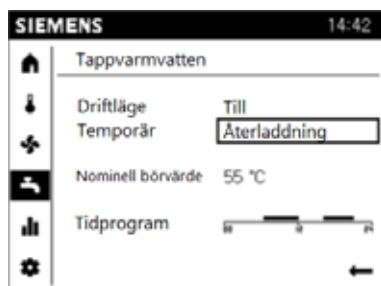 SIEMENS 14:42
Tappvarmvatten
Driftläge Till
Temporär Återladdning
Nominell börvärde 55 °C
Tidprogram